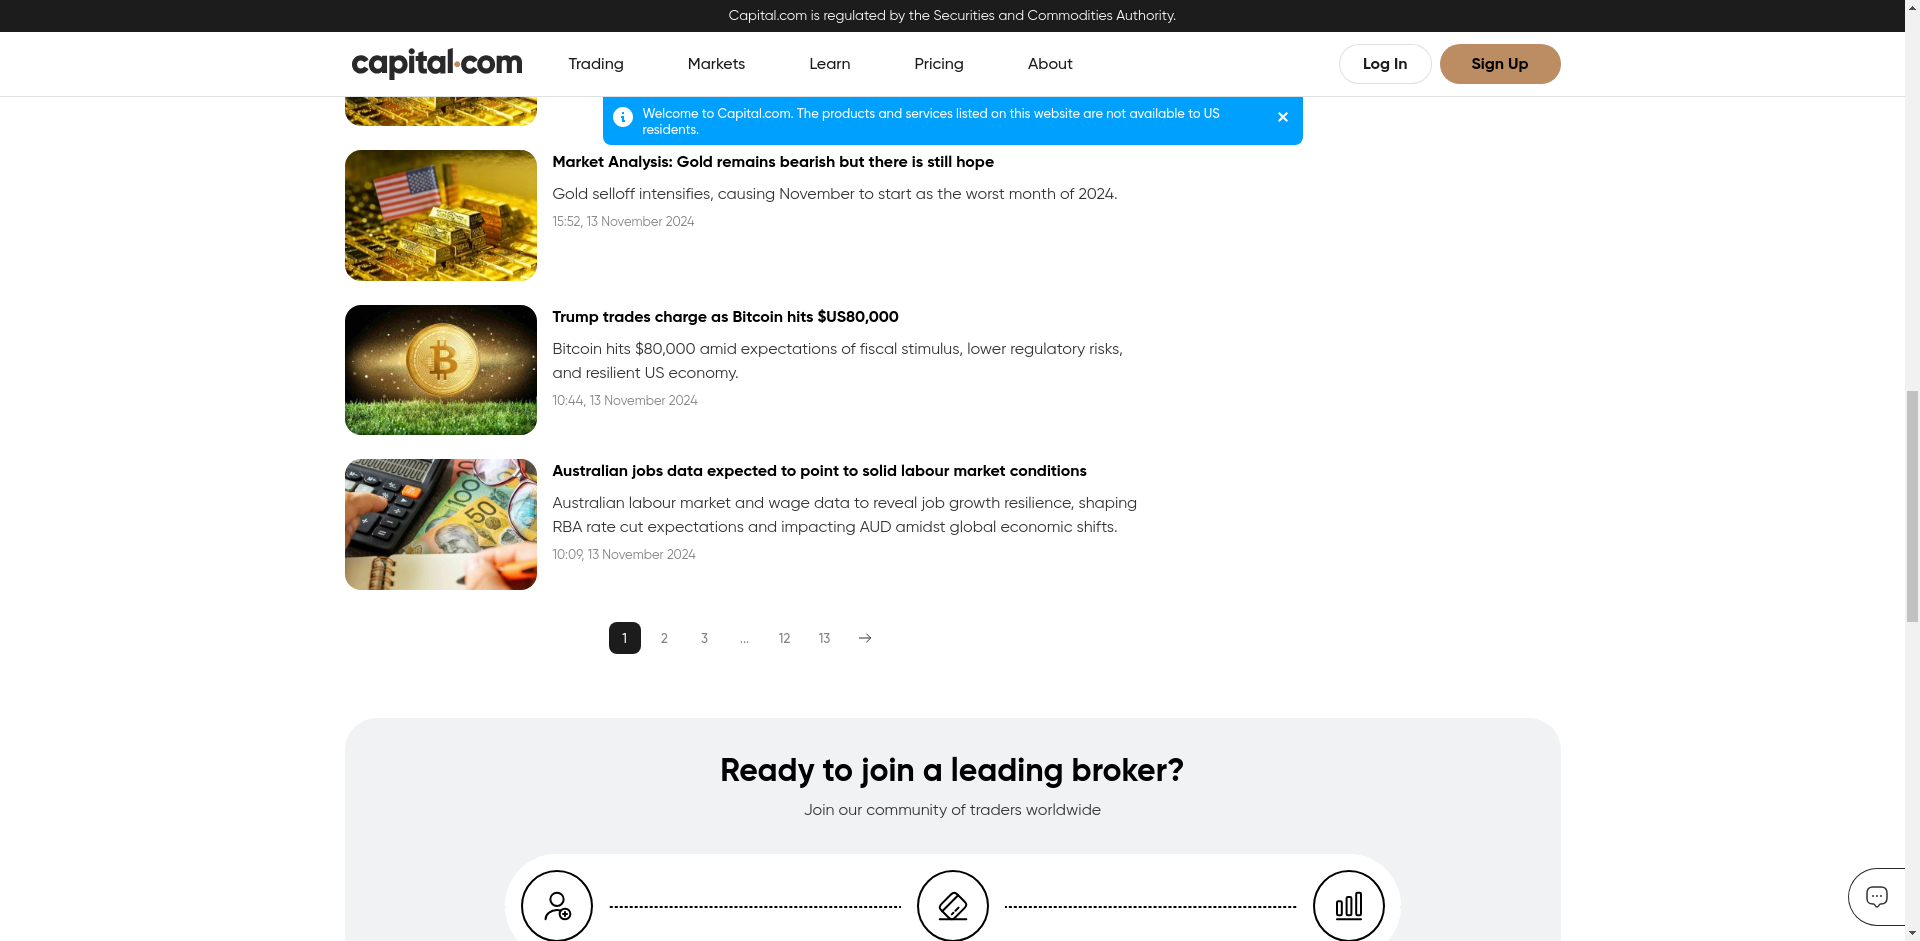 Capital.com is regulated by the Securities and Commodities Authority.
capital.com
Trading
Markets
Learn
Pricing
About
Log In
Sign Up
Welcome to Capital.com. The products and services listed on this website are not available to US
residents.
Market Analysis: Gold remains bearish but there is still hope
Gold selloff intensifies, causing November to start as the worst month of 2024.
15:52, 13 November 2024
Trump trades charge as Bitcoin hits $US80,000
Bitcoin hits $80,000 amid expectations of fiscal stimulus, lower regulatory risks,
and resilient US economy.
10:44, 13 November 2024
100
50
Australian jobs data expected to point to solid labour market conditions
Australian labour market and wage data to reveal job growth resilience, shaping
RBA rate cut expectations and impacting AUD amidst global economic shifts.
10:09, 13 November 2024
1 2 3 ... 12 13
Ready to join a leading broker?
Join our community of traders worldwide